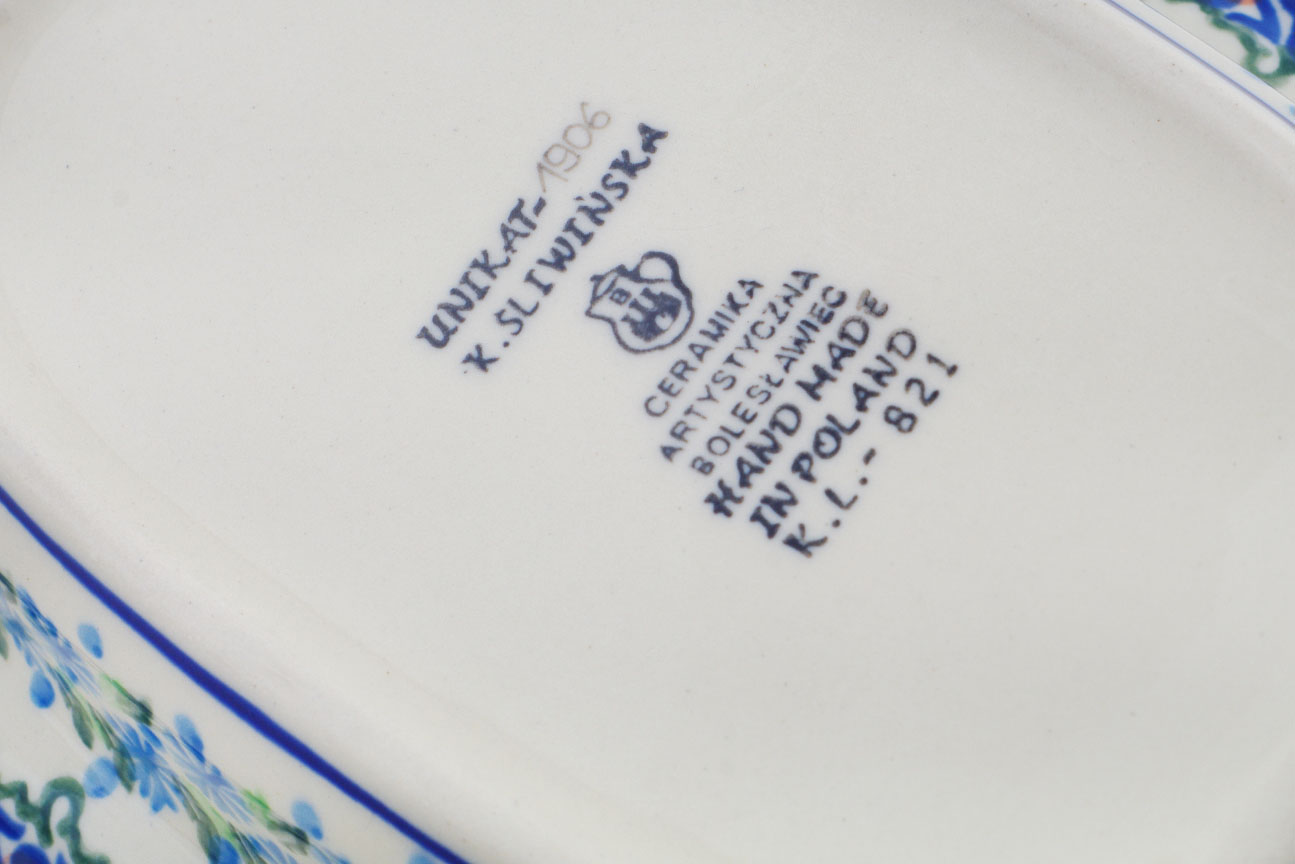 UNIKAT-1906
K. SLIWIŃSKA
B
CERAMIKA
ARTYSTYCZNA
BOLESŁAWIEC
HAND MADE
IN POLAND
K.L.- 821